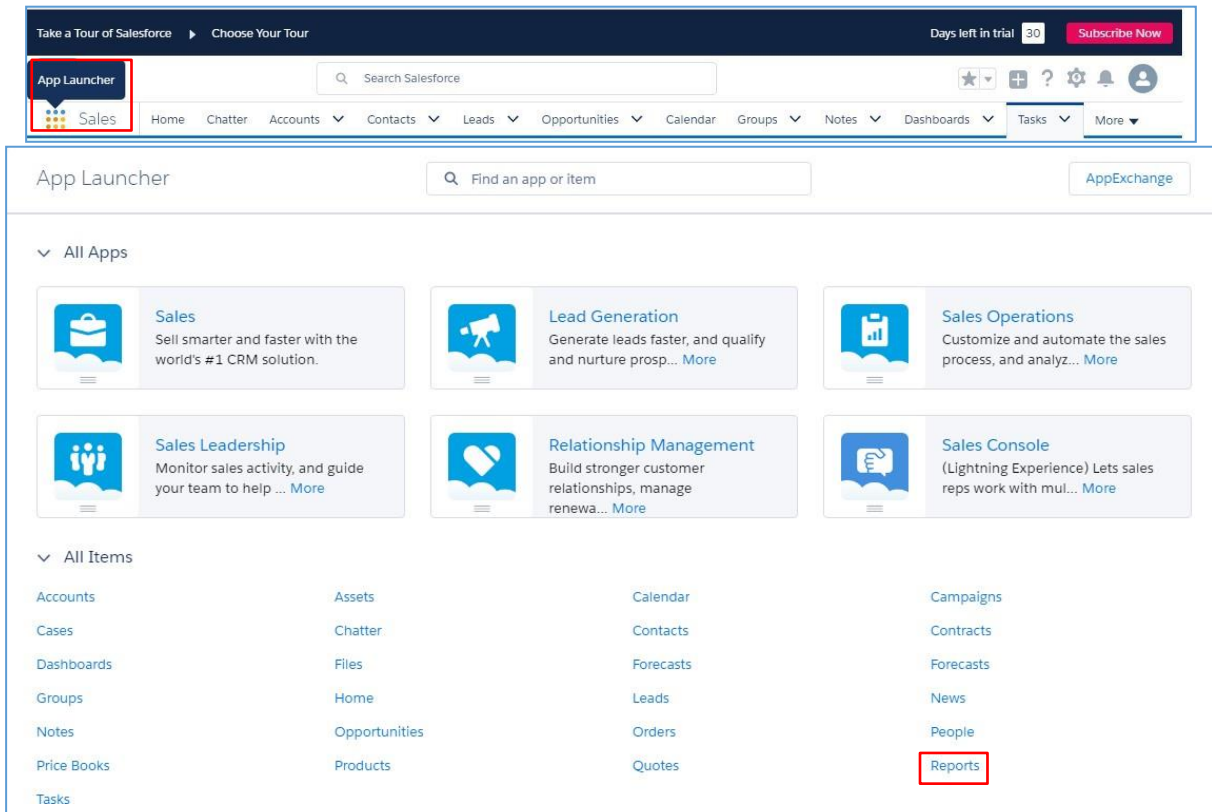 Take a Tour of Salesforce Choose Your Tour Days left in trial 30 Subscribe Now
App Launcher Search Salesforce
Sales Home Chatter Accounts Contacts Leads Opportunities Calendar Groups Notes Dashboards Tasks More
App Launcher Find an app or item AppExchange
All Apps
Sales
Sell smarter and faster with the
world's #1 CRM solution.
Lead Generation
Generate leads faster, and qualify
and nurture prosp... More
Sales Operations
Customize and automate the sales
process, and analyz... More
Sales Leadership
Monitor sales activity, and guide
your team to help ... More
Relationship Management
Build stronger customer
relationships, manage
renewa... More
Sales Console
(Lightning Experience) Lets sales
reps work with mul... More
All Items
Accounts Assets Calendar Campaigns
Cases Chatter Contacts Contracts
Dashboards Files Forecasts Forecasts
Groups Home Leads News
Notes Opportunities Orders People
Price Books Products Quotes Reports
Tasks